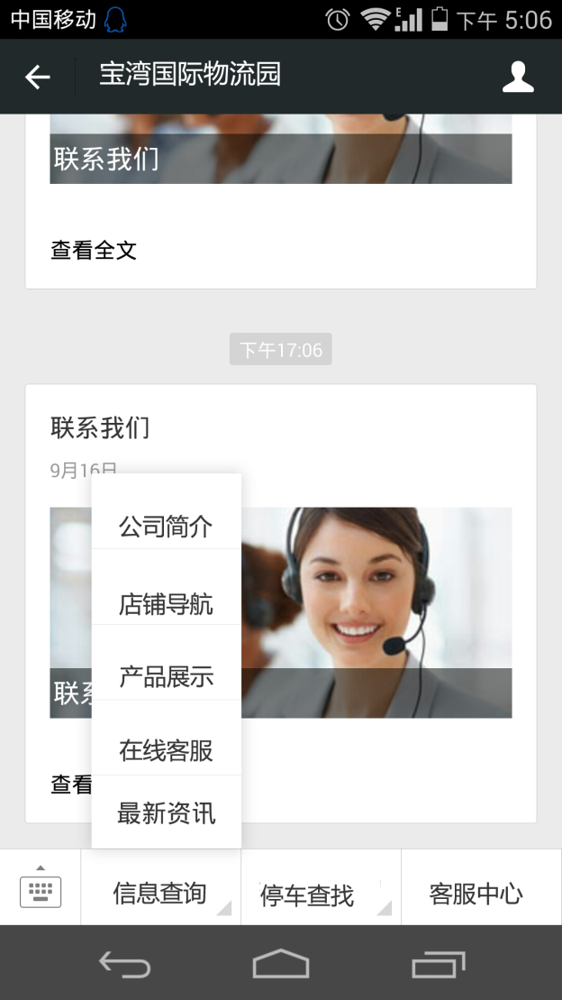 中国移动
E
下午 5:06
宝湾国际物流园
联系我们
查看全文
下午17:06
联系我们
9月16日
公司简介
店铺导航
产品展示
联系
在线客服
查看
最新资讯
信息查询
停车查找
客服中心